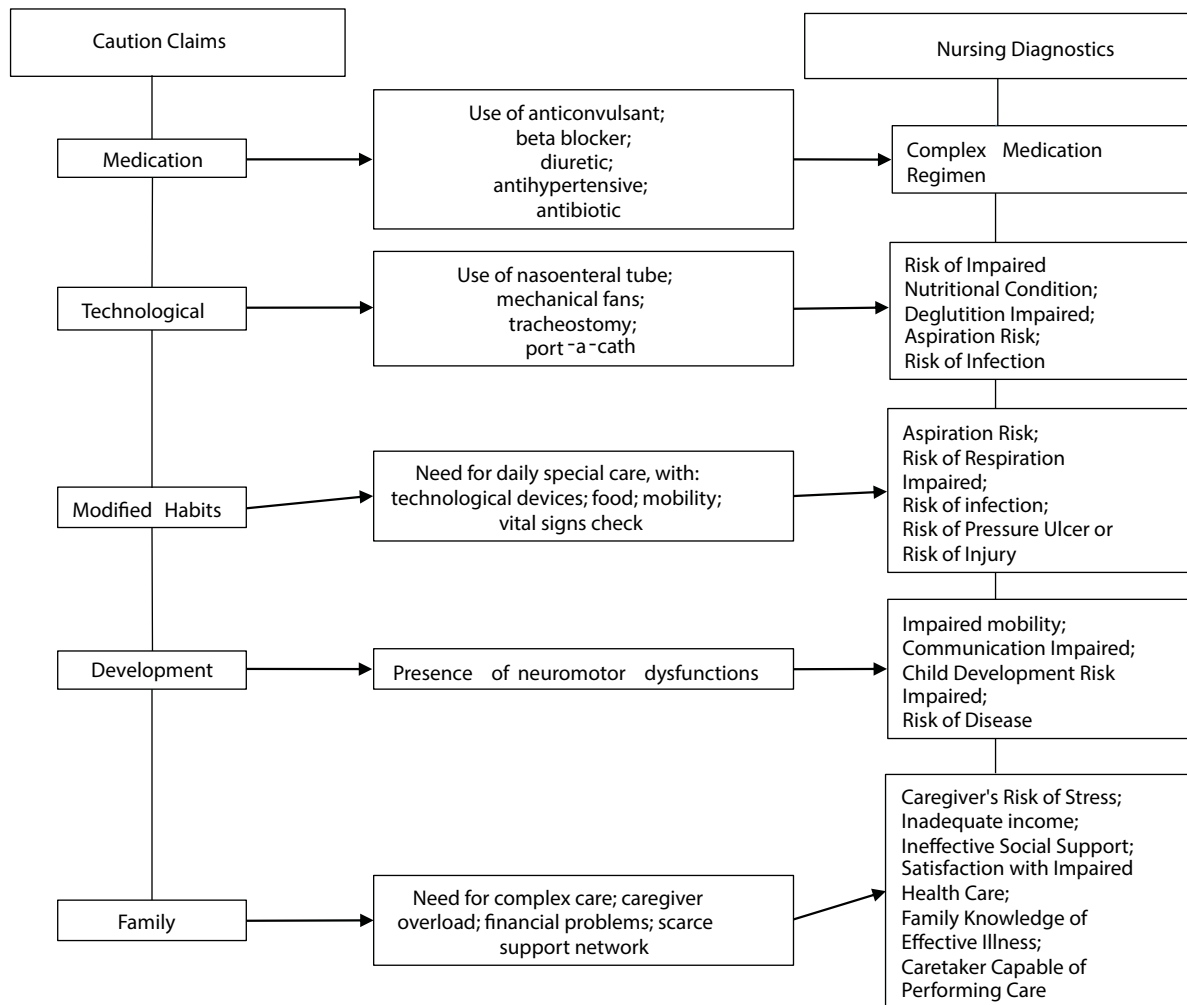 Caution Claims
Nursing Diagnostics
Medication
Use of anticonvulsant;
beta blocker;
diuretic;
antihypertensive;
antibiotic
Complex Medication
Regimen
Technological
Use of nasoenteral tube;
mechanical fans;
tracheostomy;
port-a-cath
Risk of Impaired
Nutritional Condition;
Deglutition Impaired;
Aspiration Risk;
Risk of Infection
Modified Habits
Need for daily special care, with:
technological devices; food; mobility;
vital signs check
Aspiration Risk;
Risk of Respiration
Impaired;
Risk of infection;
Risk of Pressure Ulcer or
Risk of Injury
Development
Presence of neuromotor dysfunctions
Impaired mobility;
Communication Impaired;
Child Development Risk
Impaired;
Risk of Disease
Family
Need for complex care; caregiver
overload; financial problems; scarce
support network
Caregiver's Risk of Stress;
Inadequate income;
Ineffective Social Support;
Satisfaction with Impaired
Health Care;
Family Knowledge of
Effective Illness;
Caretaker Capable of
Performing Care